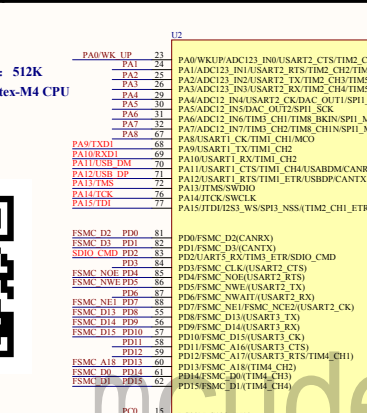 U2
: 512K
tex-M4 CPU
PA0/WK_UP 23 PA0/WKUP/ADC123_IN0/USART2_CTS/TIM2_C
PA1 24 PA1/ADC123_IN1/USART2_RTS/TIM2_CH2/TIM
PA2 25 PA2/ADC123_IN2/USART2_TX/TIM2_CH3/TIM5
PA3 26 PA3/ADC123_IN3/USART2_RX/TIM2_CH4/TIM5
PA4 29 PA4/ADC12_IN4/USART2_CK/DAC_OUT1/SPI1_
PA5 30 PA5/ADC12_IN5/DAC_OUT2/SPI1_SCK
PA6 31 PA6/ADC12_IN6/TIM3_CH1/TIM8_BKIN/SPI1_M
PA7 32 PA7/ADC12_IN7/TIM3_CH2/TIM8_CH1N/SPI1_M
PA8 67 PA8/USART1_CK/TIM1_CH1/MCO
PA9/TXD1 68 PA9/USART1_TX/TIM1_CH2
PA10/RXD1 69 PA10/USART1_RX/TIM1_CH2
PA11/USB_DM 70 PA11/USART1_CTS/TIM1_CH4/USABDM/CANR
PA12/USB_DP 71 PA12/USART1_RTS/TIM1_ETR/USBDP/CANTX
PA13/TMS 72 PA13/JTMS/SWDIO
PA14/TCK 76 PA14/JTCK/SWCLK
PA15/TDI 77 PA15/JTDI/I2S3_WS/SPI3_NSS/(TIM2_CH1_ETR
FSMC_D2 PD0 81 PD0/FSMC_D2(CANRX)
FSMC_D3 PD1 82 PD1/FSMC_D3/(CANTX)
SDIO_CMD PD2 83 PD2/UART5_RX/TIM3_ETR/SDIO_CMD
PD3 84 PD3/FSMC_CLK/(USART2_CTS)
FSMC_NOE PD4 85 PD4/FSMC_NOE(USART2_RTS)
FSMC_NWE PD5 86 PD5/FSMC_NWE/(USART2_TX)
PD6 87 PD6/FSMC_NWAIT/(USART2_RX)
FSMC_NE1 PD7 88 PD7/FSMC_NE1/FSMC_NCE2/(USART2_CK)
FSMC_D13 PD8 55 PD8/FSMC_D13/(USART3_TX)
FSMC_D14 PD9 56 PD9/FSMC_D14(USART3_RX)
FSMC_D15 PD10 57 PD10/FSMC_D15/(USART3_CK)
PD11 58 PD11/FSMC_A16(USART3_CTS)
PD12 59 PD12/FSMC_A17/(USART3_RTS/TIM4_CH1)
FSMC_A18 PD13 60 PD13/FSMC_A18/(TIM4_CH2)
FSMC_D0 PD14 61 PD14/FSMC_D0/(TIM4_CH3)
FSMC_D1 PD15 62 PD15/FSMC_D1/(TIM4_CH4)
PC0 15
mcude